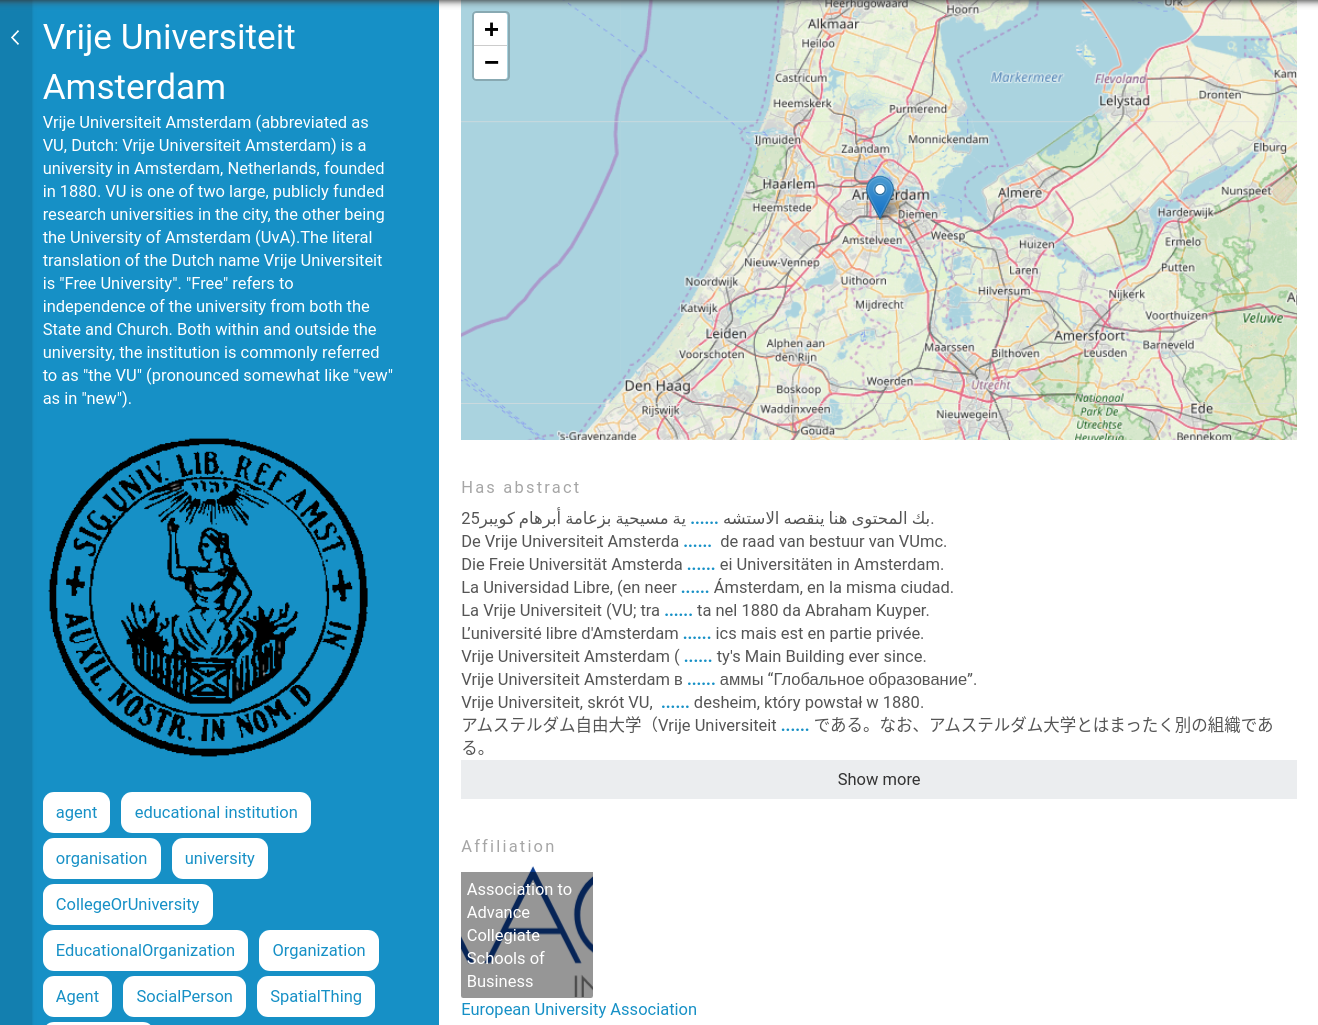 Vrije Universiteit
Amsterdam
Vrije Universiteit Amsterdam (abbreviated as
VU, Dutch: Vrije Universiteit Amsterdam) is a
university in Amsterdam, Netherlands, founded
in 1880. VU is one of two large, publicly funded
research universities in the city, the other being
the University of Amsterdam (UvA).The literal
translation of the Dutch name Vrije Universiteit
is "Free University". "Free" refers to
independence of the university from both the
State and Church. Both within and outside the
university, the institution is commonly referred
to as "the VU" (pronounced somewhat like "vew"
as in "new").
SIG. UNIV. LIB. REF AMST.
AUXIL. NOSTR. IN NOM. D
IN
יהוה
agent
educational institution
organisation
university
CollegeOrUniversity
EducationalOrganization
Organization
Agent
SocialPerson
SpatialThing
+
−
Heerhugowaard
Hoorn
Urk
Alkmaar
Heiloo
Markermeer
Flevoland
Kam
Castricum
Lelystad
Dronten
Heemskerk
Purmerend
IJmuiden
Monnickendam
Zaandam
Elburg
Haarlem
Amsterdam
Almere
Nunspeet
Heemstede
Diemen
Harderwijk
Amstelveen
Weesp
Huizen
Ermelo
Nieuw-Vennep
Laren
Putten
Noordwijk
Uithoorn
Hilversum
Nijkerk
Katwijk
Mijdrecht
Voorthuizen
Veluwe
Leiden
Amersfoort
Voorschoten
Alphen aan
den Rijn
Maarssen
Bilthoven
Leusden
Barneveld
Den Haag
Boskoop
Woerden
Utrecht
Rijswijk
Waddinxveen
Nieuwegein
Nationaal
Park De
Utrechtse
Heuvelrug
Ede
's-Gravenzande
Gouda
Bennekom
Has abstract
25بك المحتوى هنا ينقصه الاستشه ...... ية مسيحية بزعامة أبرهام كويبر.
De Vrije Universiteit Amsterda ...... de raad van bestuur van VUmc.
Die Freie Universität Amsterda ...... ei Universitäten in Amsterdam.
La Universidad Libre, (en neer ...... Ámsterdam, en la misma ciudad.
La Vrije Universiteit (VU; tra ...... ta nel 1880 da Abraham Kuyper.
L’université libre d'Amsterdam ...... ics mais est en partie privée.
Vrije Universiteit Amsterdam ( ...... ty's Main Building ever since.
Vrije Universiteit Amsterdam в ...... аммы “Глобальное образование”.
Vrije Universiteit, skrót VU, ...... desheim, który powstał w 1880.
アムステルダム自由大学（Vrije Universiteit ...... である。なお、アムステルダム大学とはまったく別の組織であ
る。
Show more
Affiliation
Association to
Advance
Collegiate
Schools of
Business
European University Association